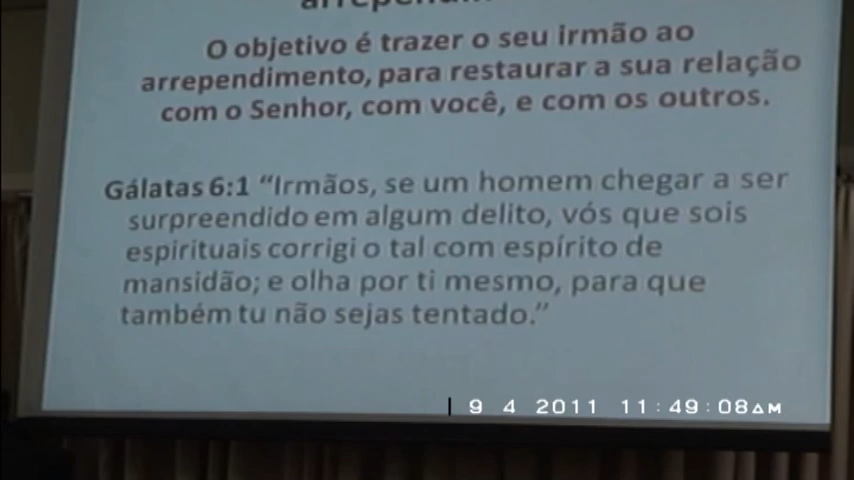 O objetivo é trazer o seu irmão ao
arrependimento, para restaurar a sua relação
com o Senhor, com você, e com os outros.
Gálatas 6:1 “Irmãos, se um homem chegar a ser
surpreendido em algum delito, vós que sois
espirituais corrigi o tal com espírito de
mansidão; e olha por ti mesmo, para que
também tu não sejas tentado.”
9 4 2011 11:49:08AM